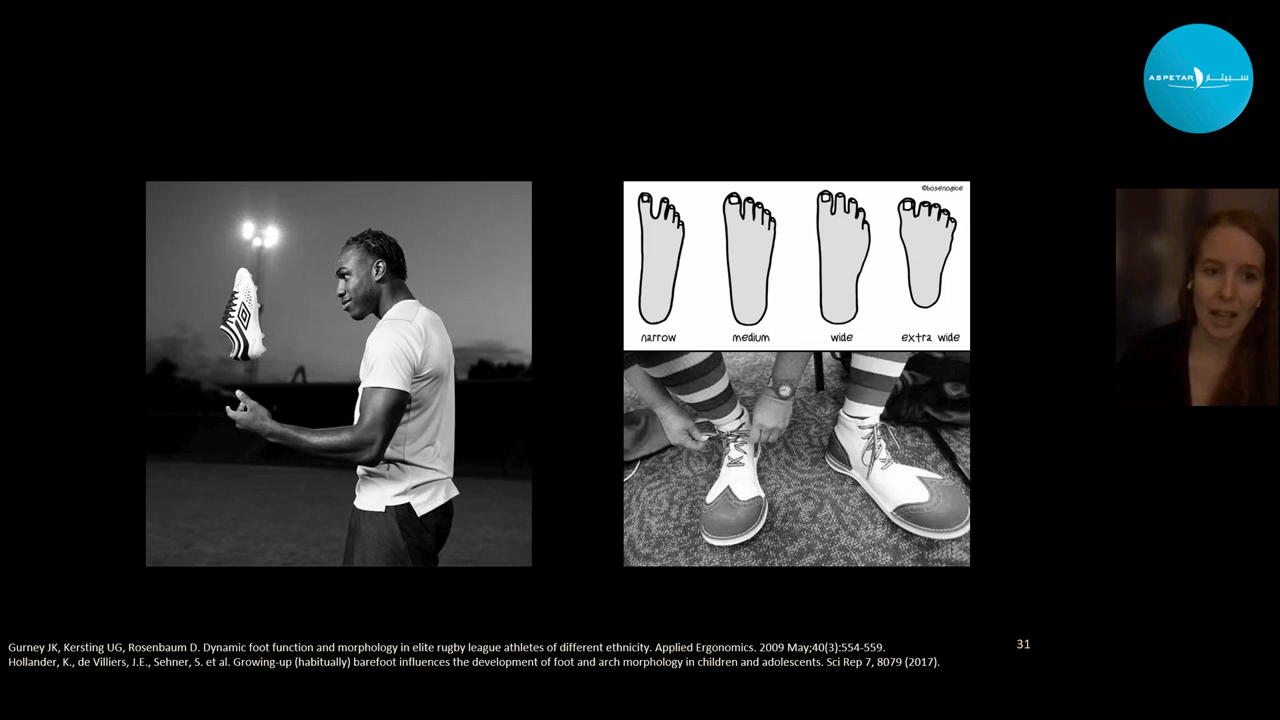 ASPETAR سبيتار
©bosenogice
narrow medium wide extra wide
Gurney JK, Kersting UG, Rosenbaum D. Dynamic foot function and morphology in elite rugby league athletes of different ethnicity. Applied Ergonomics. 2009 May;40(3):554-559.
Hollander, K., de Villiers, J.E., Sehner, S. et al. Growing-up (habitually) barefoot influences the development of foot and arch morphology in children and adolescents. Sci Rep 7, 8079 (2017).
31